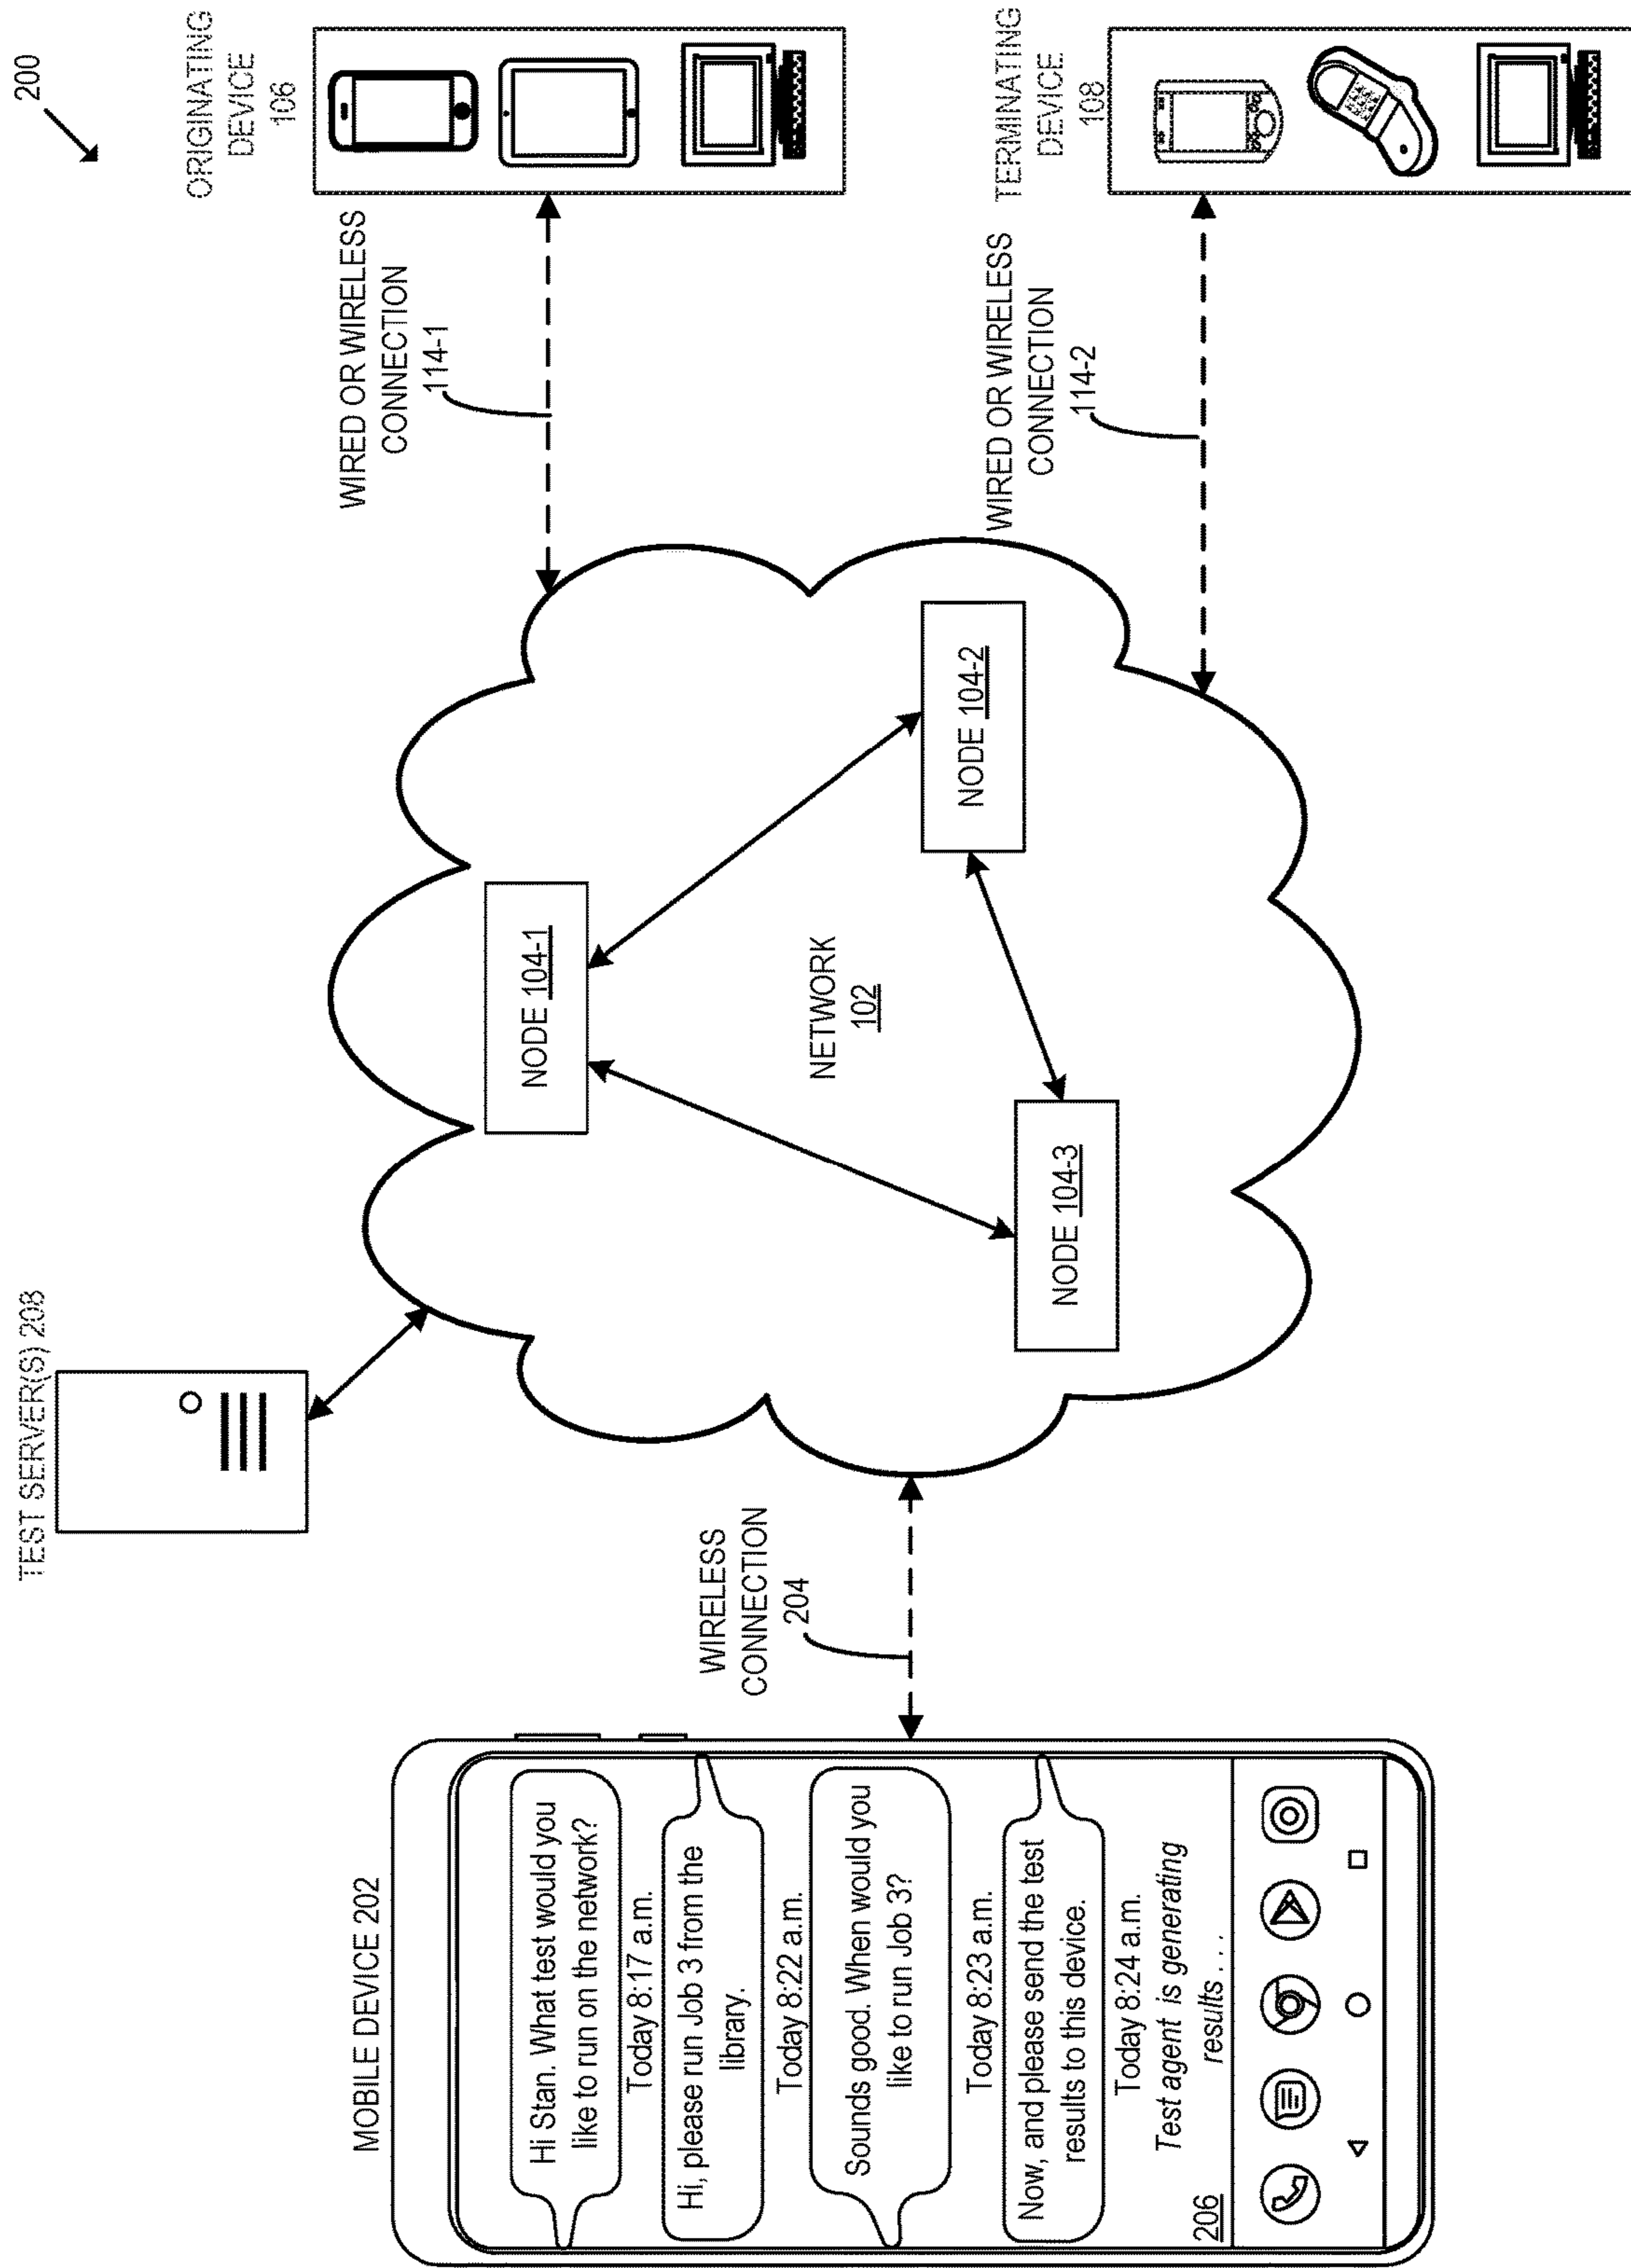 200
TEST SERVER(S) 208
ORIGINATING
DEVICE
106
MOBILE DEVICE 202
Hi Stan. What test would you
like to run on the network?
Today 8:17 a.m.
Hi, please run Job 3 from the
library.
Today 8:22 a.m.
Sounds good. When would you
like to run Job 3?
Today 8:23 a.m.
Now, and please send the test
results to this device.
Today 8:24 a.m.
Test agent is generating
results . . . .
206
WIRELESS
CONNECTION
204
NODE 104-1
NETWORK
102
NODE 104-2
NODE 104-3
WIRED OR WIRELESS
CONNECTION
114-1
WIRED OR WIRELESS
CONNECTION
114-2
TERMINATING
DEVICE
108